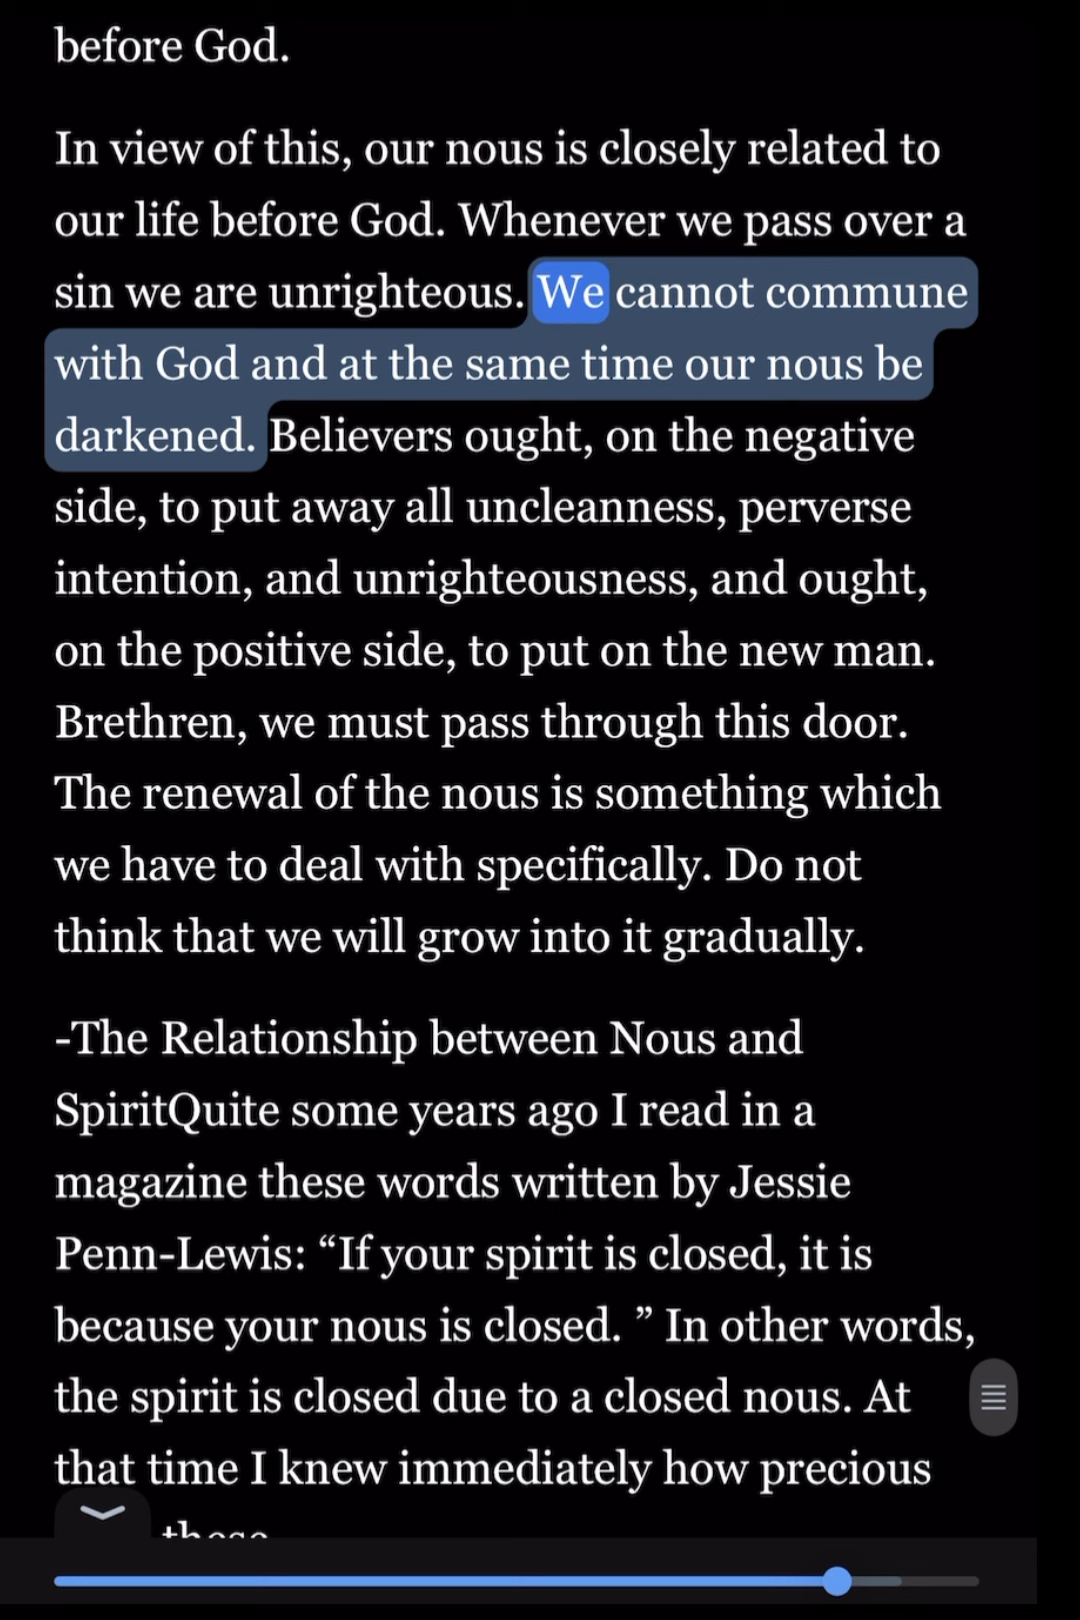 before God.
In view of this, our nous is closely related to
our life before God. Whenever we pass over a
sin we are unrighteous. We cannot commune
with God and at the same time our nous be
darkened. Believers ought, on the negative
side, to put away all uncleanness, perverse
intention, and unrighteousness, and ought,
on the positive side, to put on the new man.
Brethren, we must pass through this door.
The renewal of the nous is something which
we have to deal with specifically. Do not
think that we will grow into it gradually.
-The Relationship between Nous and
SpiritQuite some years ago I read in a
magazine these words written by Jessie
Penn-Lewis: “If your spirit is closed, it is
because your nous is closed. ” In other words,
the spirit is closed due to a closed nous. At
that time I knew immediately how precious